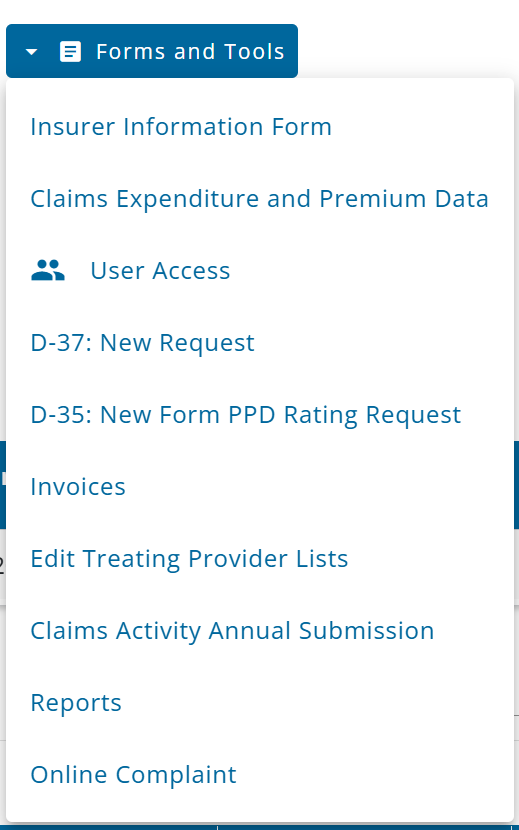 Forms and Tools
Insurer Information Form
Claims Expenditure and Premium Data
User Access
D-37: New Request
D-35: New Form PPD Rating Request
Invoices
Edit Treating Provider Lists
Claims Activity Annual Submission
Reports
Online Complaint